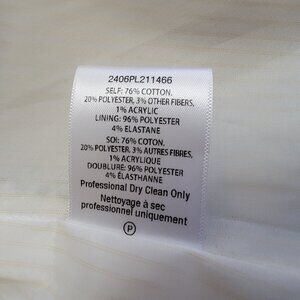 2406PL211466
SELF: 76% COTTON,
20% POLYESTER, 3% OTHER FIBERS,
1% ACRYLIC
LINING: 96% POLYESTER
4% ELASTANE
SOI: 76% COTON,
20% POLYESTER, 3% AUTRES FIBRES,
1% ACRYLIQUE
DOUBLURE: 96% POLYESTER
4% ÉLASTHANNE
Professional Dry Clean Only
Nettoyage à sec
professionnel uniquement
P